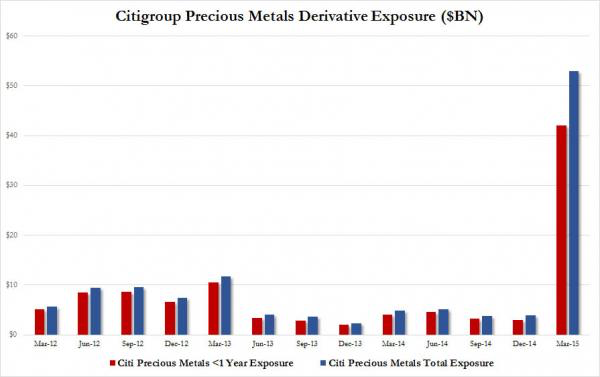 Citigroup Precious Metals Derivative Exposure ($BN)
$60
$50
$40
$30
$20
$10
$0
Mar-12 Jun-12 Sep-12 Dec-12 Mar-13 Jun-13 Sep-13 Dec-13 Mar-14 Jun-14 Sep-14 Dec-14 Mar-15
Citi Precious Metals <1 Year Exposure Citi Precious Metals Total Exposure